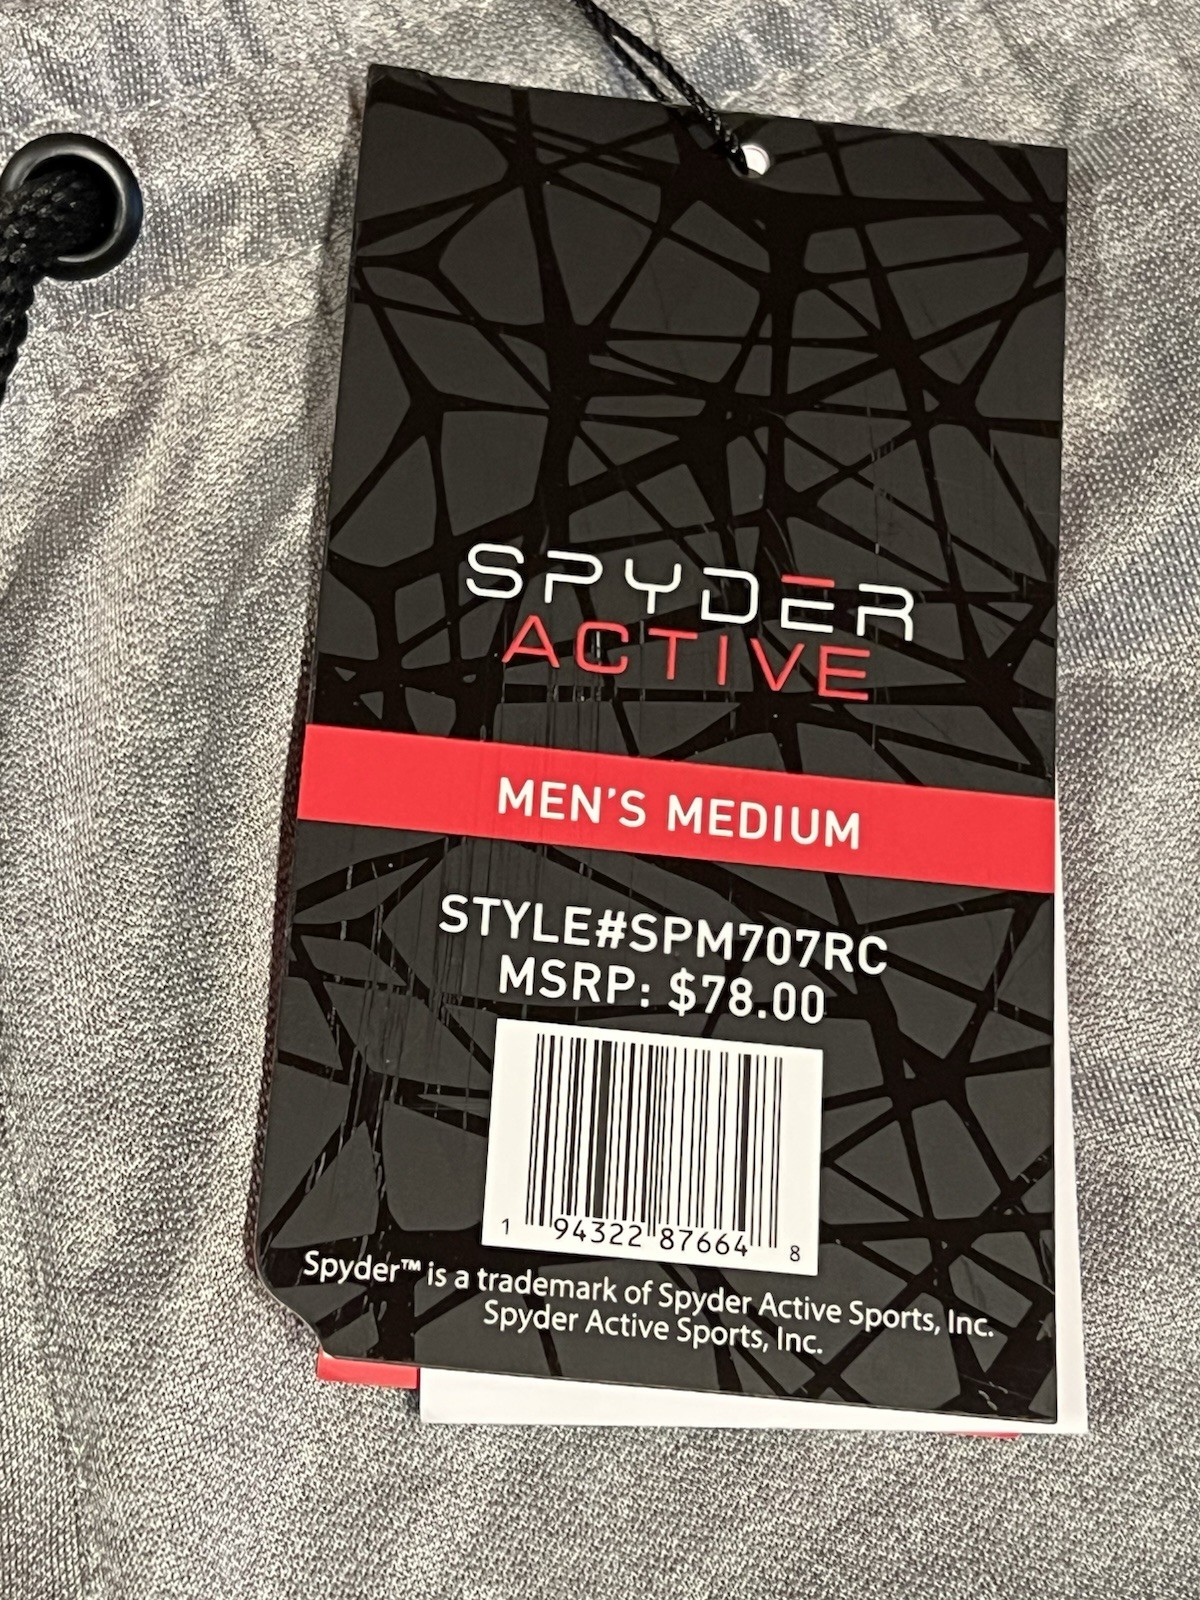 SPYDER
ACTIVE
MEN'S MEDIUM
STYLE#SPM707RC
MSRP: $78.00
1 94322 87664 8
Spyder™ is a trademark of Spyder Active Sports, Inc.
Spyder Active Sports, Inc.